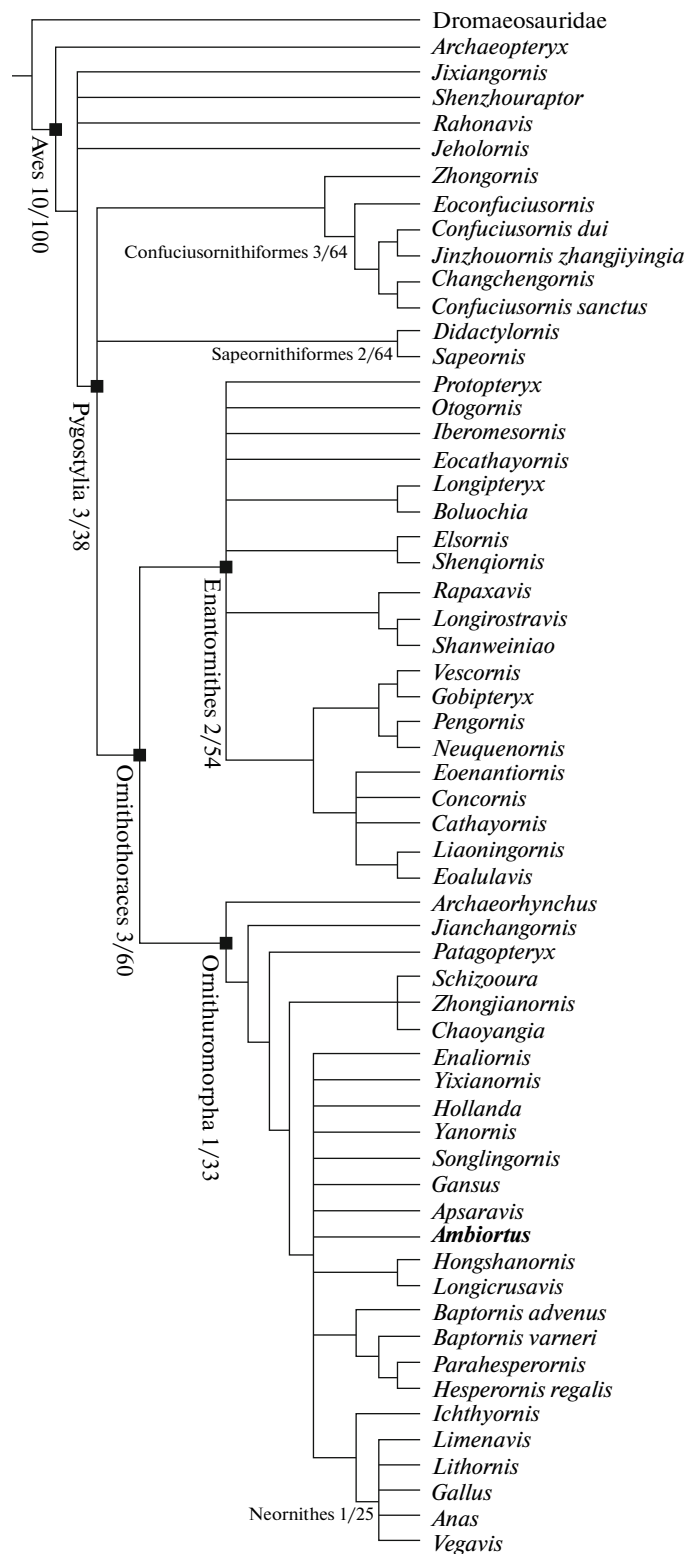 Dromaeosauridae
Archaeopteryx
Jixiangornis
Shenzhouraptor
Rahonavis
Jeholornis
Aves 10/100
Zhongornis
Eoconfuciusornis
Confuciusornis dui
Confuciusornithiformes 3/64
Jinzhouornis zhangjiyingia
Changchengornis
Confuciusornis sanctus
Didactylornis
Sapeornithiformes 2/64
Sapeornis
Pygostylia 3/38
Protopteryx
Otogornis
Iberomesornis
Eocathayornis
Longipteryx
Boluochia
Elsornis
Shenqiornis
Enantornithes 2/54
Rapaxavis
Longirostravis
Shanweiniao
Vescornis
Gobipteryx
Pengornis
Neuquenornis
Eoenantiornis
Concornis
Cathayornis
Liaoningornis
Eoalulavis
Ornithothoraces 3/60
Archaeorhynchus
Jianchangornis
Ornithuromorpha 1/33
Patagopteryx
Schizooura
Zhongjianornis
Chaoyangia
Enaliornis
Yixianornis
Hollanda
Yanornis
Songlingornis
Gansus
Apsaravis
Ambiortus
Hongshanornis
Longicrusavis
Baptornis advenus
Baptornis varneri
Parahesperornis
Hesperornis regalis
Ichthyornis
Limenavis
Lithornis
Gallus
Neornithes 1/25
Anas
Vegavis